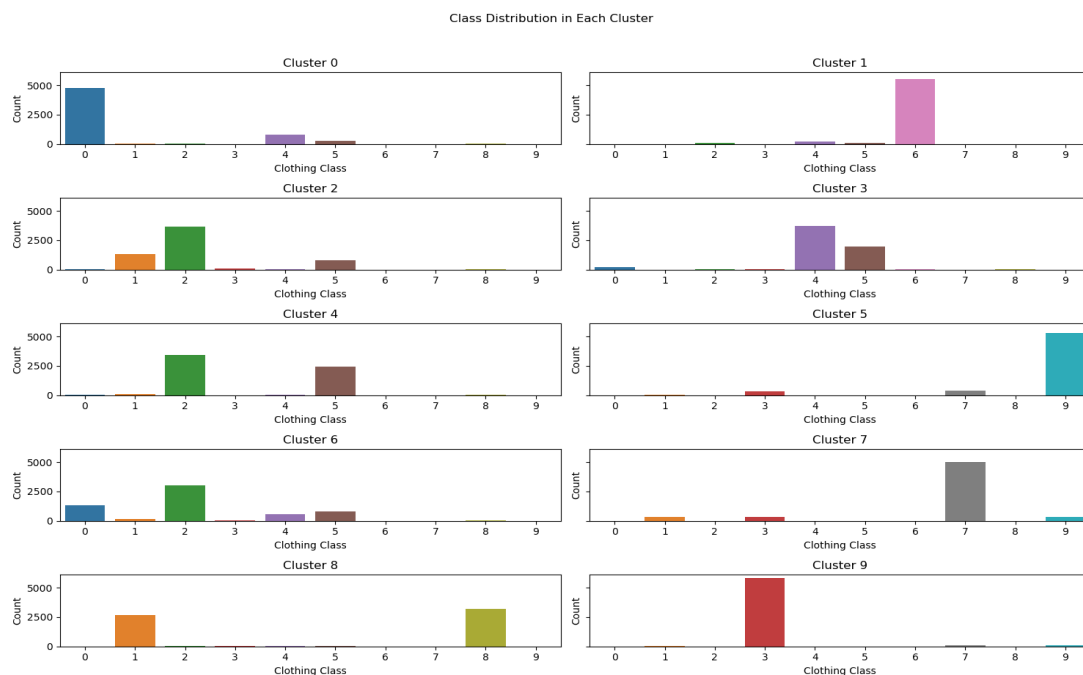 Class Distribution in Each Cluster
Cluster 0
5000
2500
0
Count
0 1 2 3 4 5 6 7 8 9
Clothing Class
Cluster 1
Count
0 1 2 3 4 5 6 7 8 9
Clothing Class
Cluster 2
5000
2500
0
Count
0 1 2 3 4 5 6 7 8 9
Clothing Class
Cluster 3
Count
0 1 2 3 4 5 6 7 8 9
Clothing Class
Cluster 4
5000
2500
0
Count
0 1 2 3 4 5 6 7 8 9
Clothing Class
Cluster 5
Count
0 1 2 3 4 5 6 7 8 9
Clothing Class
Cluster 6
5000
2500
0
Count
0 1 2 3 4 5 6 7 8 9
Clothing Class
Cluster 7
Count
0 1 2 3 4 5 6 7 8 9
Clothing Class
Cluster 8
5000
2500
0
Count
0 1 2 3 4 5 6 7 8 9
Clothing Class
Cluster 9
Count
0 1 2 3 4 5 6 7 8 9
Clothing Class